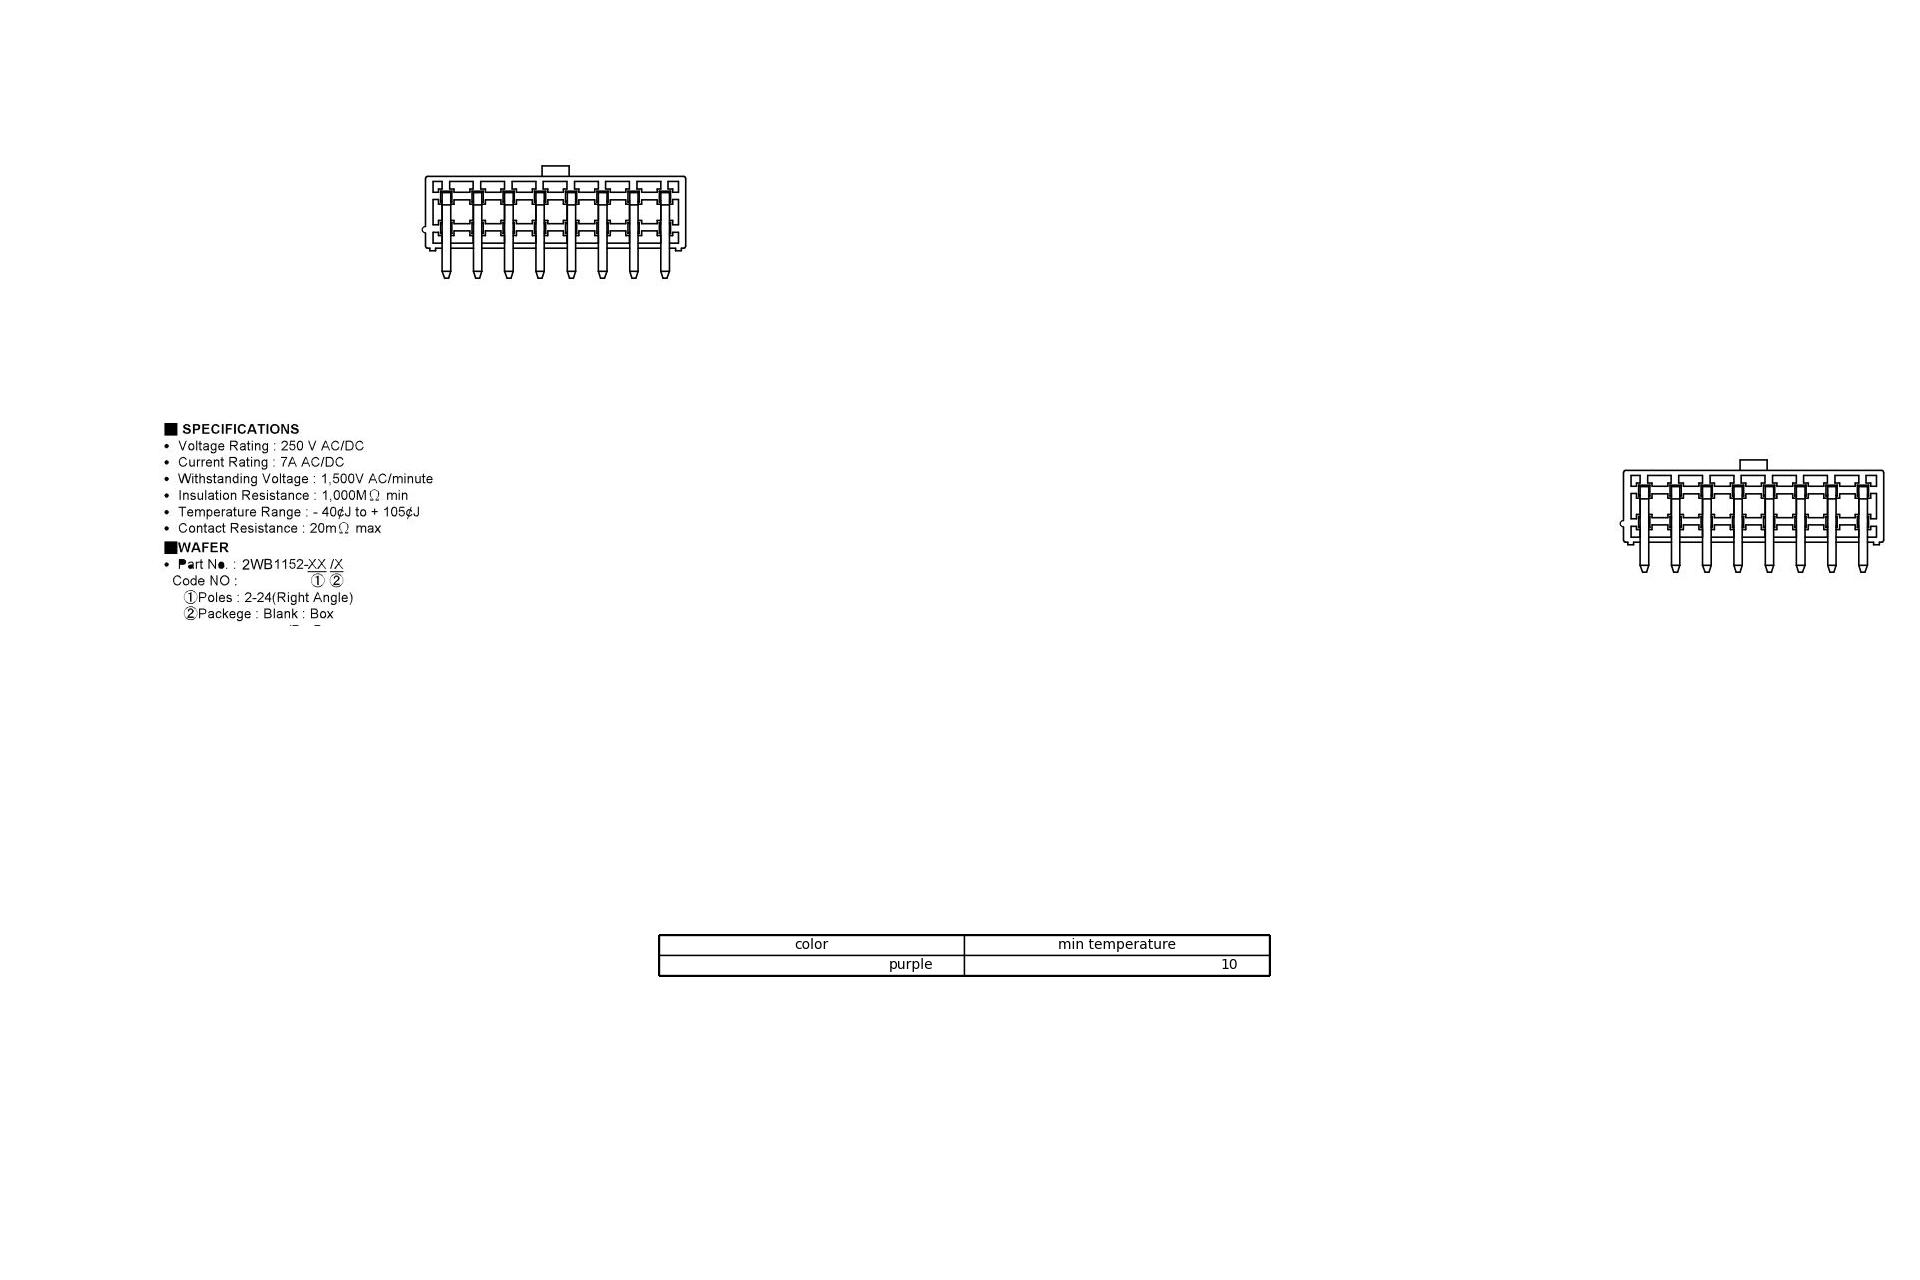 ■ SPECIFICATIONS
• Voltage Rating : 250 V AC/DC
• Current Rating : 7A AC/DC
• Withstanding Voltage : 1,500V AC/minute
• Insulation Resistance : 1,000MΩ min
• Temperature Range : - 40¢J to + 105¢J
• Contact Resistance : 20mΩ max
■WAFER
• Part No. : 2WB1152-XX /X
Code NO : ① ②
①Poles : 2-24(Right Angle)
②Packege : Blank : Box
color min temperature
purple 10